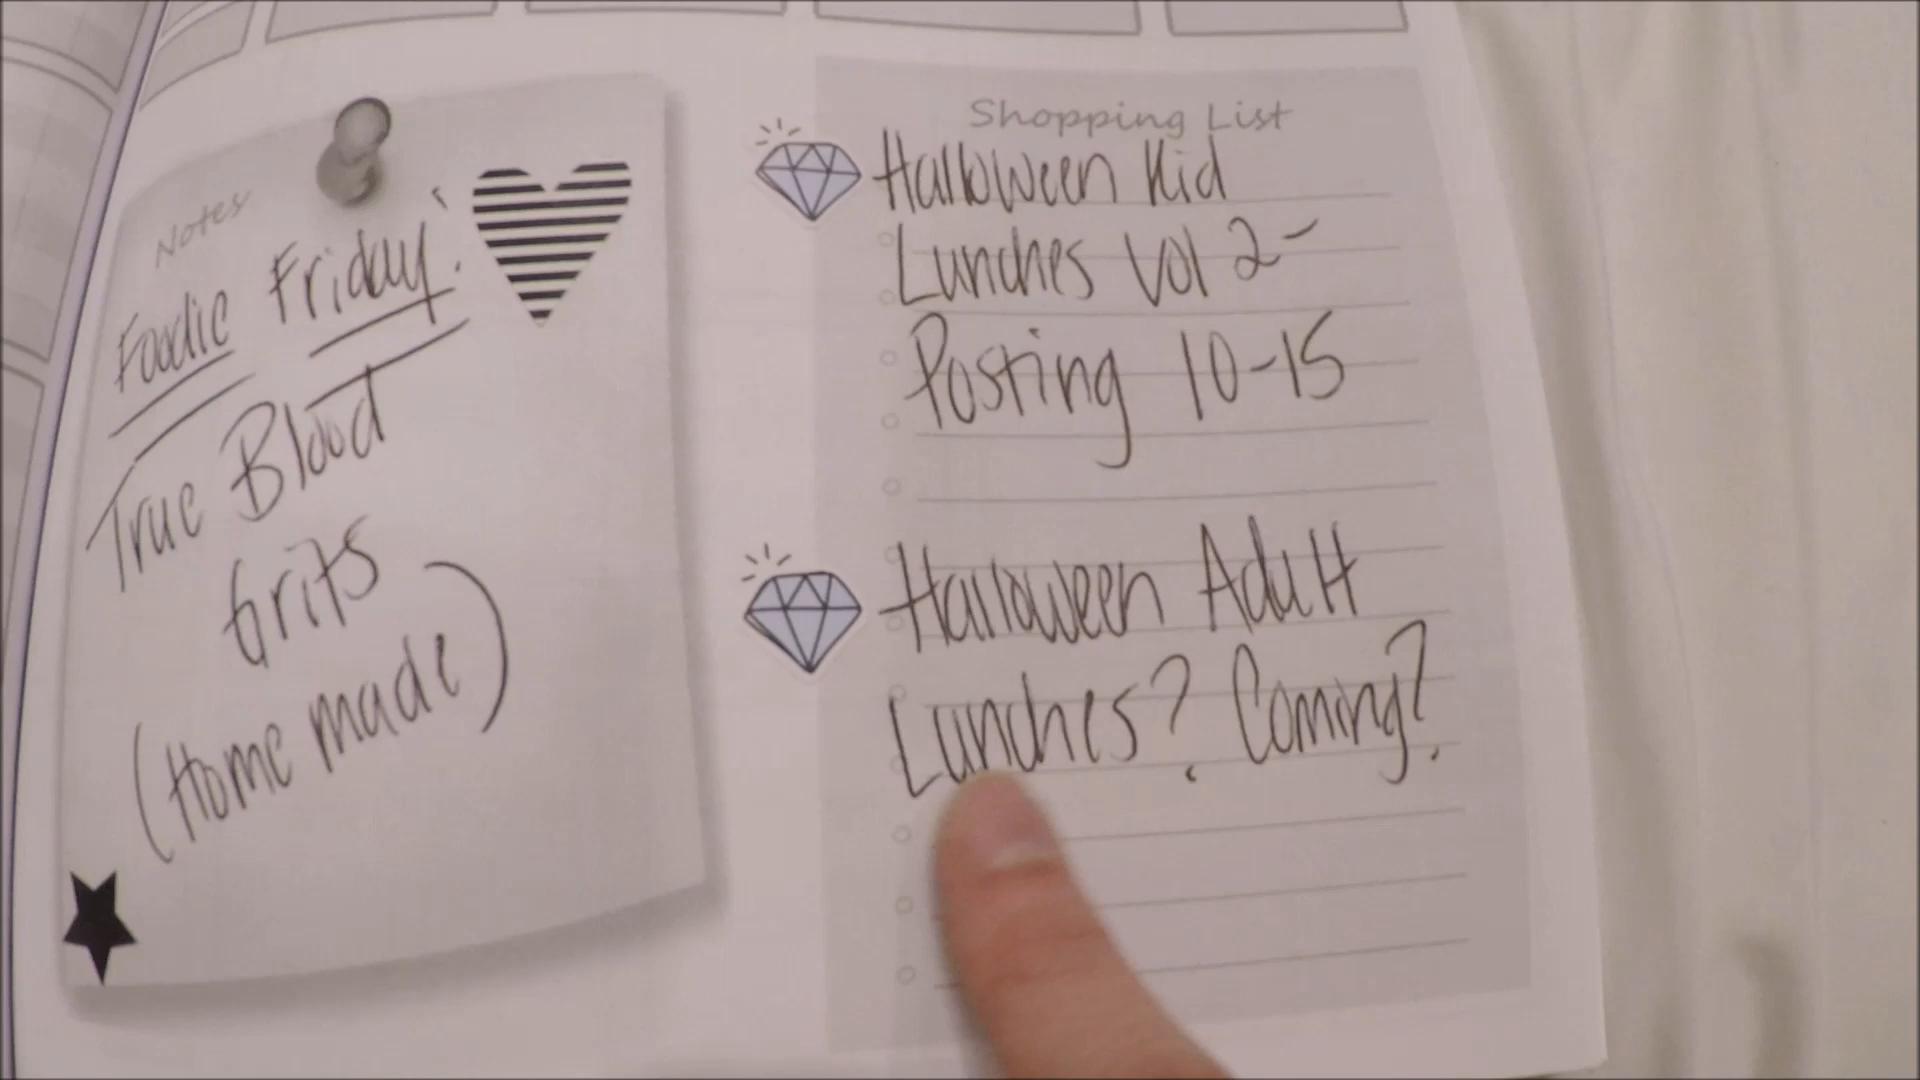 Notes
Foodie Friday:
True Blood
Grits
(Home made)
Shopping List
Halloween Kid
Lunches Vol 2-
Posting 10-15
Halloween Adult
Lunches? Coming?